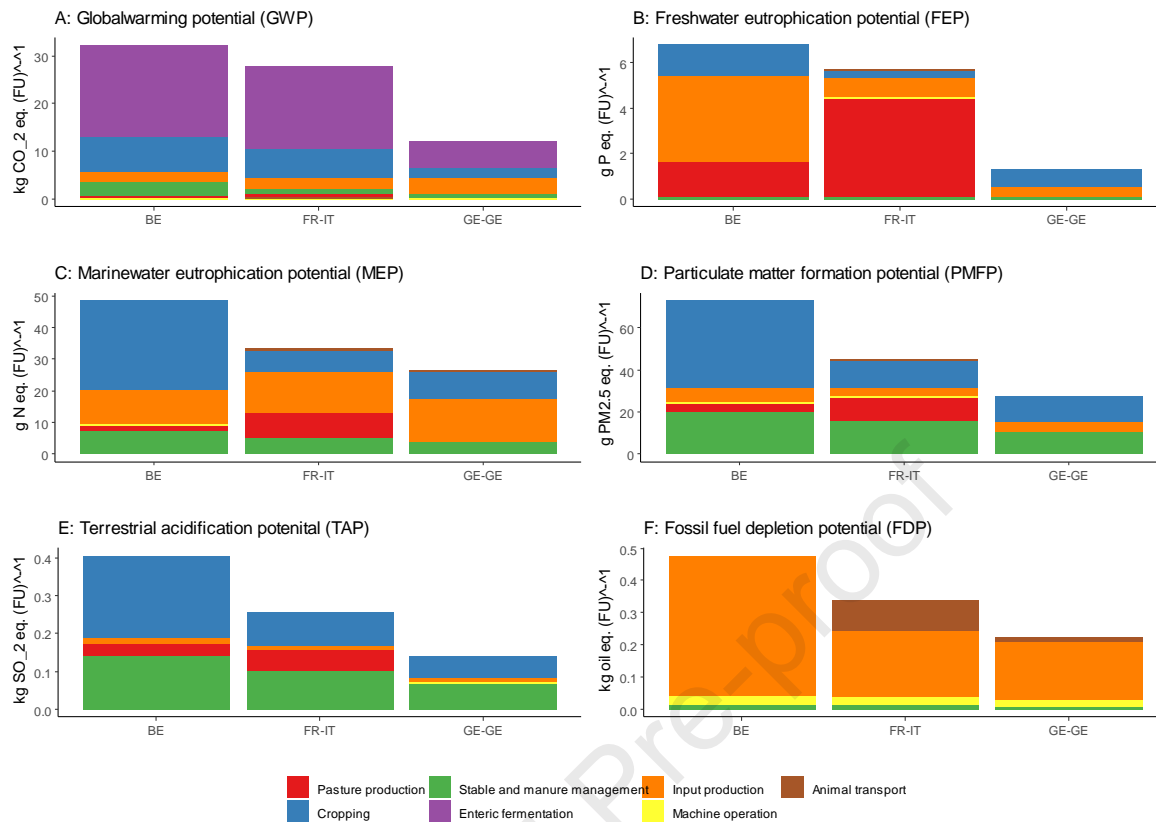 A: Globalwarming potential (GWP)
kg CO_2 eq. (FU)^-^1
30
20
10
0
BE
FR-IT
GE-GE
B: Freshwater eutrophication potential (FEP)
g P eq. (FU)^-^1
6
4
2
0
BE
FR-IT
GE-GE
C: Marinewater eutrophication potential (MEP)
g N eq. (FU)^-^1
50
40
30
20
10
0
BE
FR-IT
GE-GE
D: Particulate matter formation potential (PMFP)
g PM2.5 eq. (FU)^-^1
60
40
20
0
BE
FR-IT
GE-GE
E: Terrestrial acidification potenital (TAP)
kg SO_2 eq. (FU)^-^1
0.4
0.3
0.2
0.1
0.0
BE
FR-IT
GE-GE
F: Fossil fuel depletion potential (FDP)
kg oil eq. (FU)^-^1
0.5
0.4
0.3
0.2
0.1
0.0
BE
FR-IT
GE-GE
Pasture production
Stable and manure management
Input production
Animal transport
Cropping
Enteric fermentation
Machine operation
Pre-proof